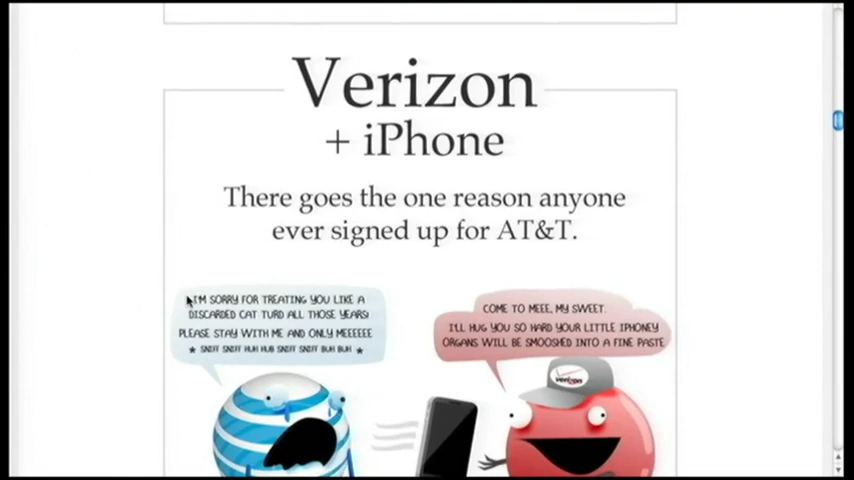 Verizon
+ iPhone
There goes the one reason anyone
ever signed up for AT&T.
I'M SORRY FOR TREATING YOU LIKE A
DISCARDED CAT TURD ALL THOSE YEARS!
PLEASE STAY WITH ME AND ONLY MEEEEEE
★ SNIFF SNIFF HUH HUB SNIFF SNIFF BUH BUH ★
COME TO MEEE, MY SWEET.
I'LL HUG YOU SO HARD YOUR LITTLE IPHONEY
ORGANS WILL BE SMOOSHED INTO A FINE PASTE
verizon